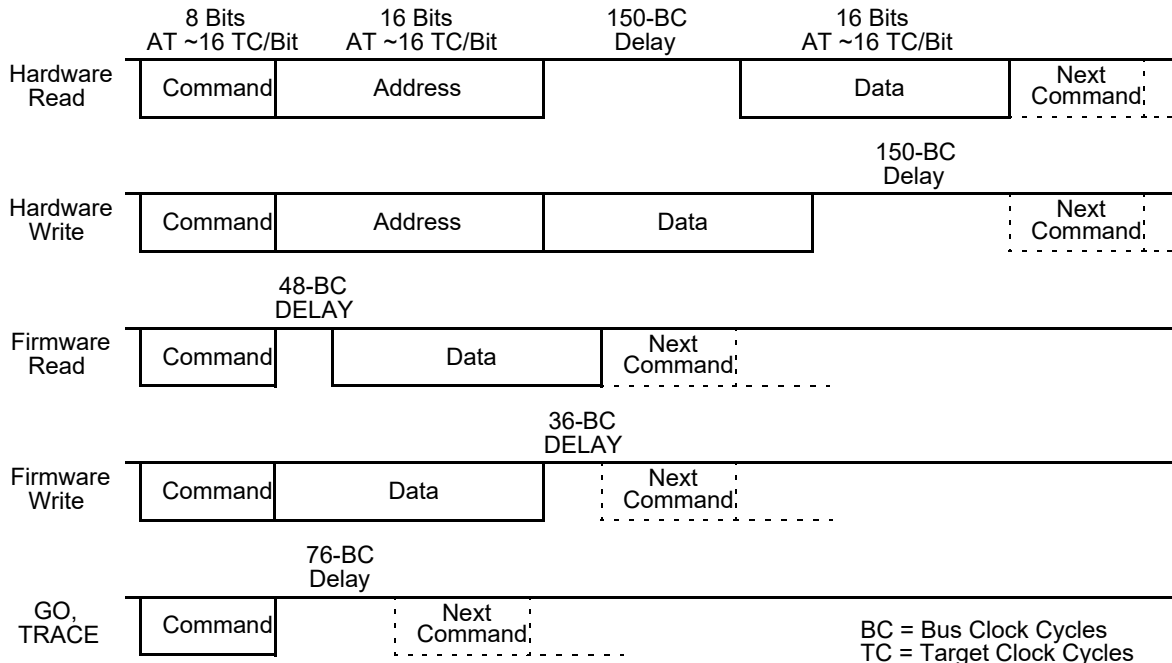 8 Bits
AT ~16 TC/Bit
16 Bits
AT ~16 TC/Bit
150-BC
Delay
16 Bits
AT ~16 TC/Bit
Hardware
Read
Command
Address
Data
Next
Command
150-BC
Delay
Hardware
Write
Command
Address
Data
Next
Command
48-BC
DELAY
Firmware
Read
Command
Data
Next
Command
36-BC
DELAY
Firmware
Write
Command
Data
Next
Command
76-BC
Delay
GO,
TRACE
Command
Next
Command
BC = Bus Clock Cycles
TC = Target Clock Cycles